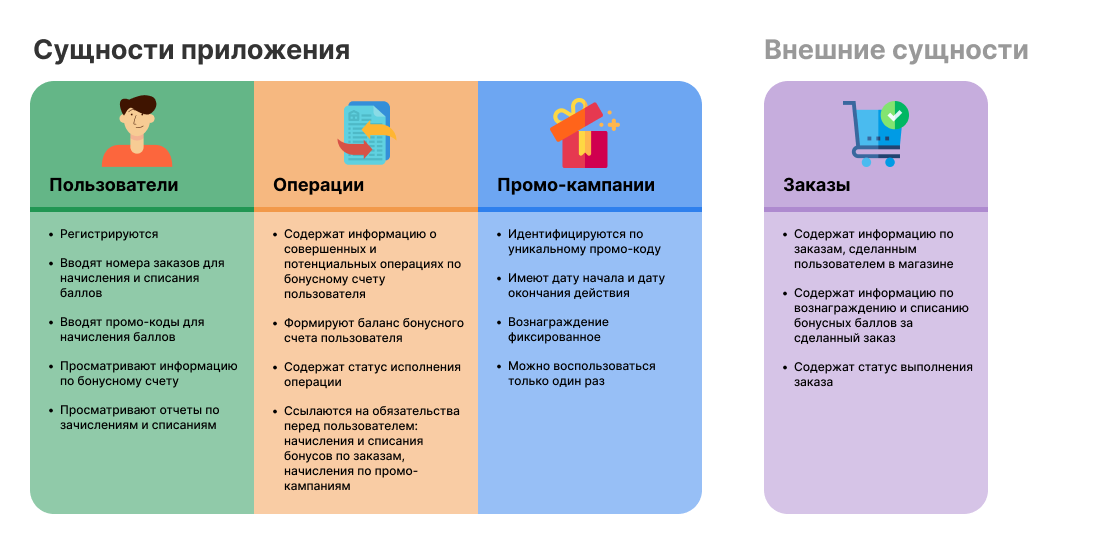 Сущности приложения
Внешние сущности
Пользователи
• Регистрируются
• Вводят номера заказов для
начисления и списания
баллов
• Вводят промо-коды для
начисления баллов
• Просматривают информацию
по бонусному счету
• Просматривают отчеты по
зачислениям и списаниям
Операции
• Содержат информацию о
совершенных и
потенциальных операциях по
бонусному счету
пользователя
• Формируют баланс бонусного
счета пользователя
• Содержат статус исполнения
операции
• Ссылаются на обязательства
перед пользователем:
начисления и списания
бонусов по заказам,
начисления по промо-
кампаниям
Промо-кампании
• Идентифицируются по
уникальному промо-коду
• Имеют дату начала и дату
окончания действия
• Вознаграждение
фиксированное
• Можно воспользоваться
только один раз
Заказы
• Содержат информацию по
заказам, сделанным
пользователем в магазине
• Содержат информацию по
вознаграждению и списанию
бонусных баллов за
сделанный заказ
• Содержат статус выполнения
заказа